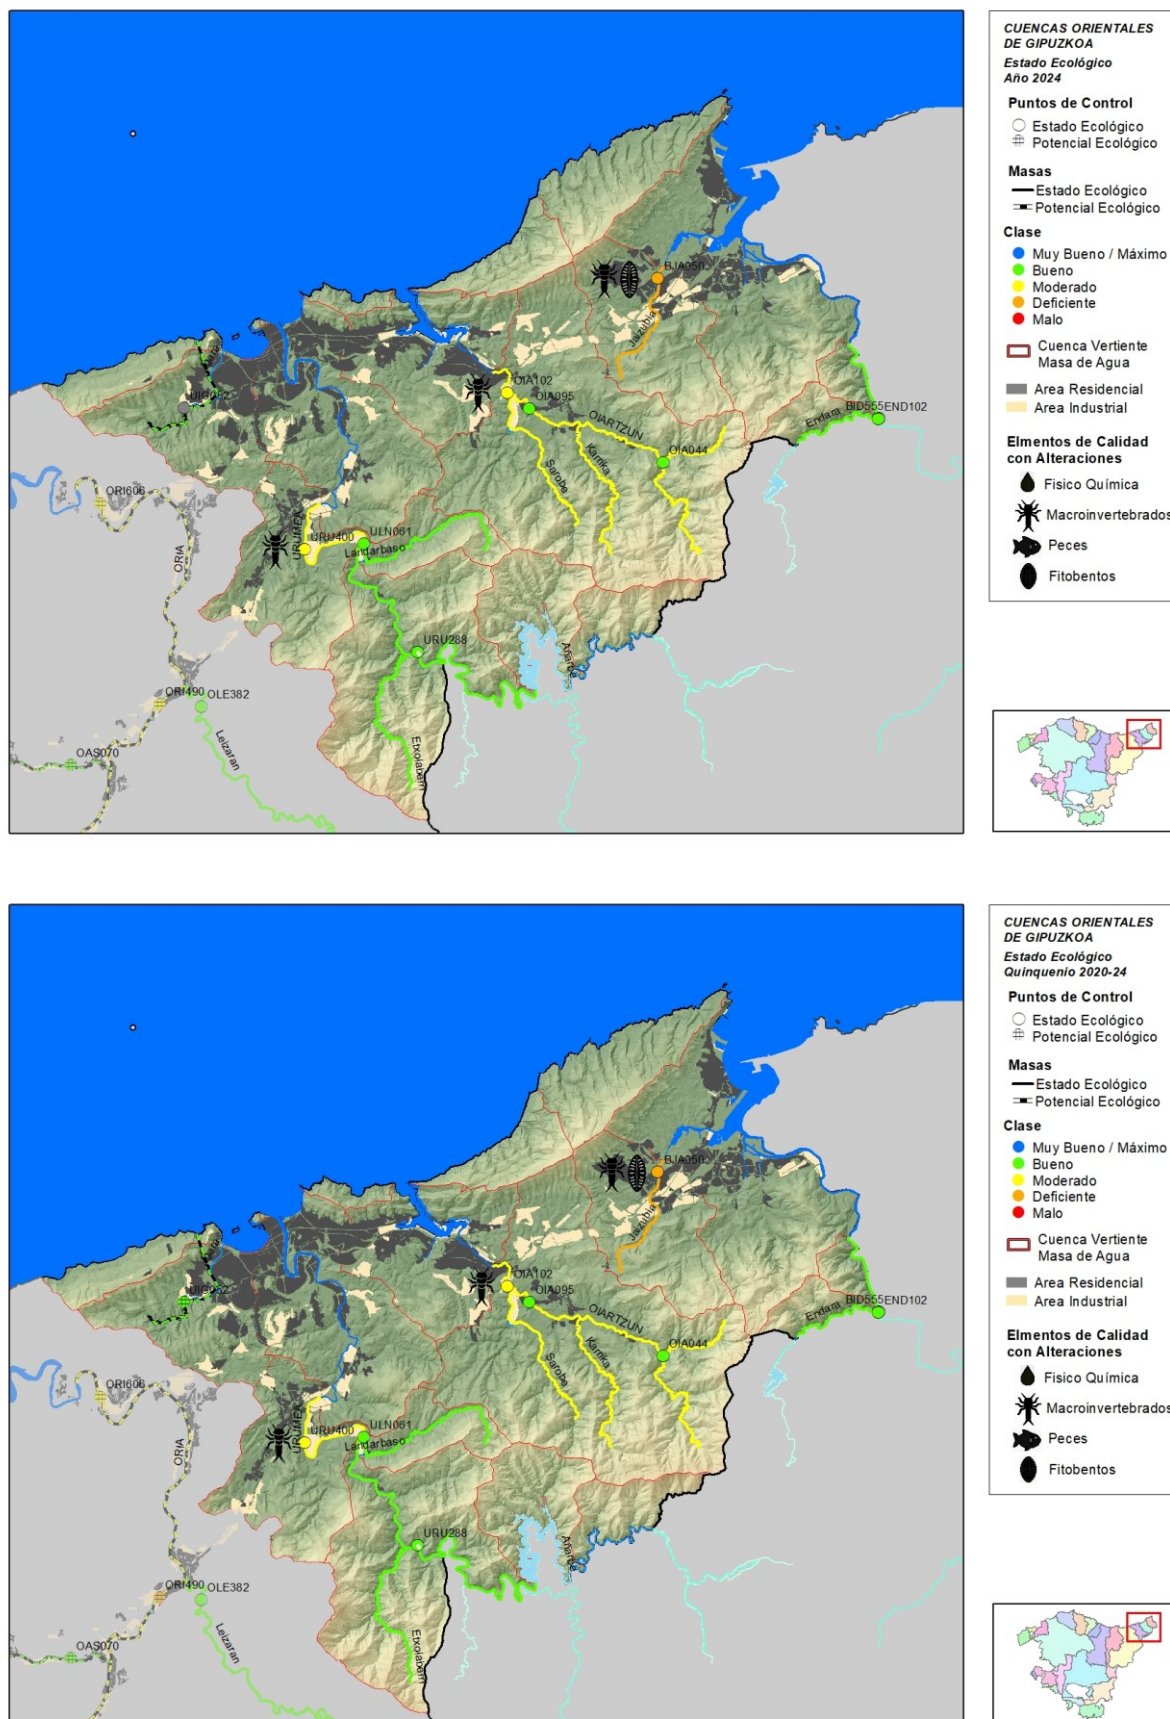 CUENCAS ORIENTALES
DE GIPUZKOA
Estado Ecológico
Año 2024
Puntos de Control
Estado Ecológico
Potencial Ecológico
Masas
Estado Ecológico
Potencial Ecológico
Clase
Muy Bueno / Máximo
Bueno
Moderado
Deficiente
Malo
Cuenca Vertiente
Masa de Agua
Area Residencial
Area Industrial
Elmentos de Calidad
con Alteraciones
Fisico Química
Macroinvertebrados
Peces
Fitobentos
BJA050
Jaizubia
OIA102
OIA095
OIARTZUN
BID555END102
Endara
OIA044
Karrika
Sarobe
ORI606
ORIA
URUMEA
URU400
ULN061
Landarbaso
URU288
Añarbe
ORI490
OLE382
OAS070
Leizaran
Etxolaberri
CUENCAS ORIENTALES
DE GIPUZKOA
Estado Ecológico
Quinquenio 2020-24
Puntos de Control
Estado Ecológico
Potencial Ecológico
Masas
Estado Ecológico
Potencial Ecológico
Clase
Muy Bueno / Máximo
Bueno
Moderado
Deficiente
Malo
Cuenca Vertiente
Masa de Agua
Area Residencial
Area Industrial
Elmentos de Calidad
con Alteraciones
Fisico Química
Macroinvertebrados
Peces
Fitobentos
BJA050
Jaizubia
OIA102
OIA095
OIARTZUN
BID555END102
Endara
OIA044
Karrika
Sarobe
ORI606
ORIA
URUMEA
URU400
ULN061
Landarbaso
URU288
Añarbe
ORI490
OLE382
OAS070
Leizaran
Etxolaberri